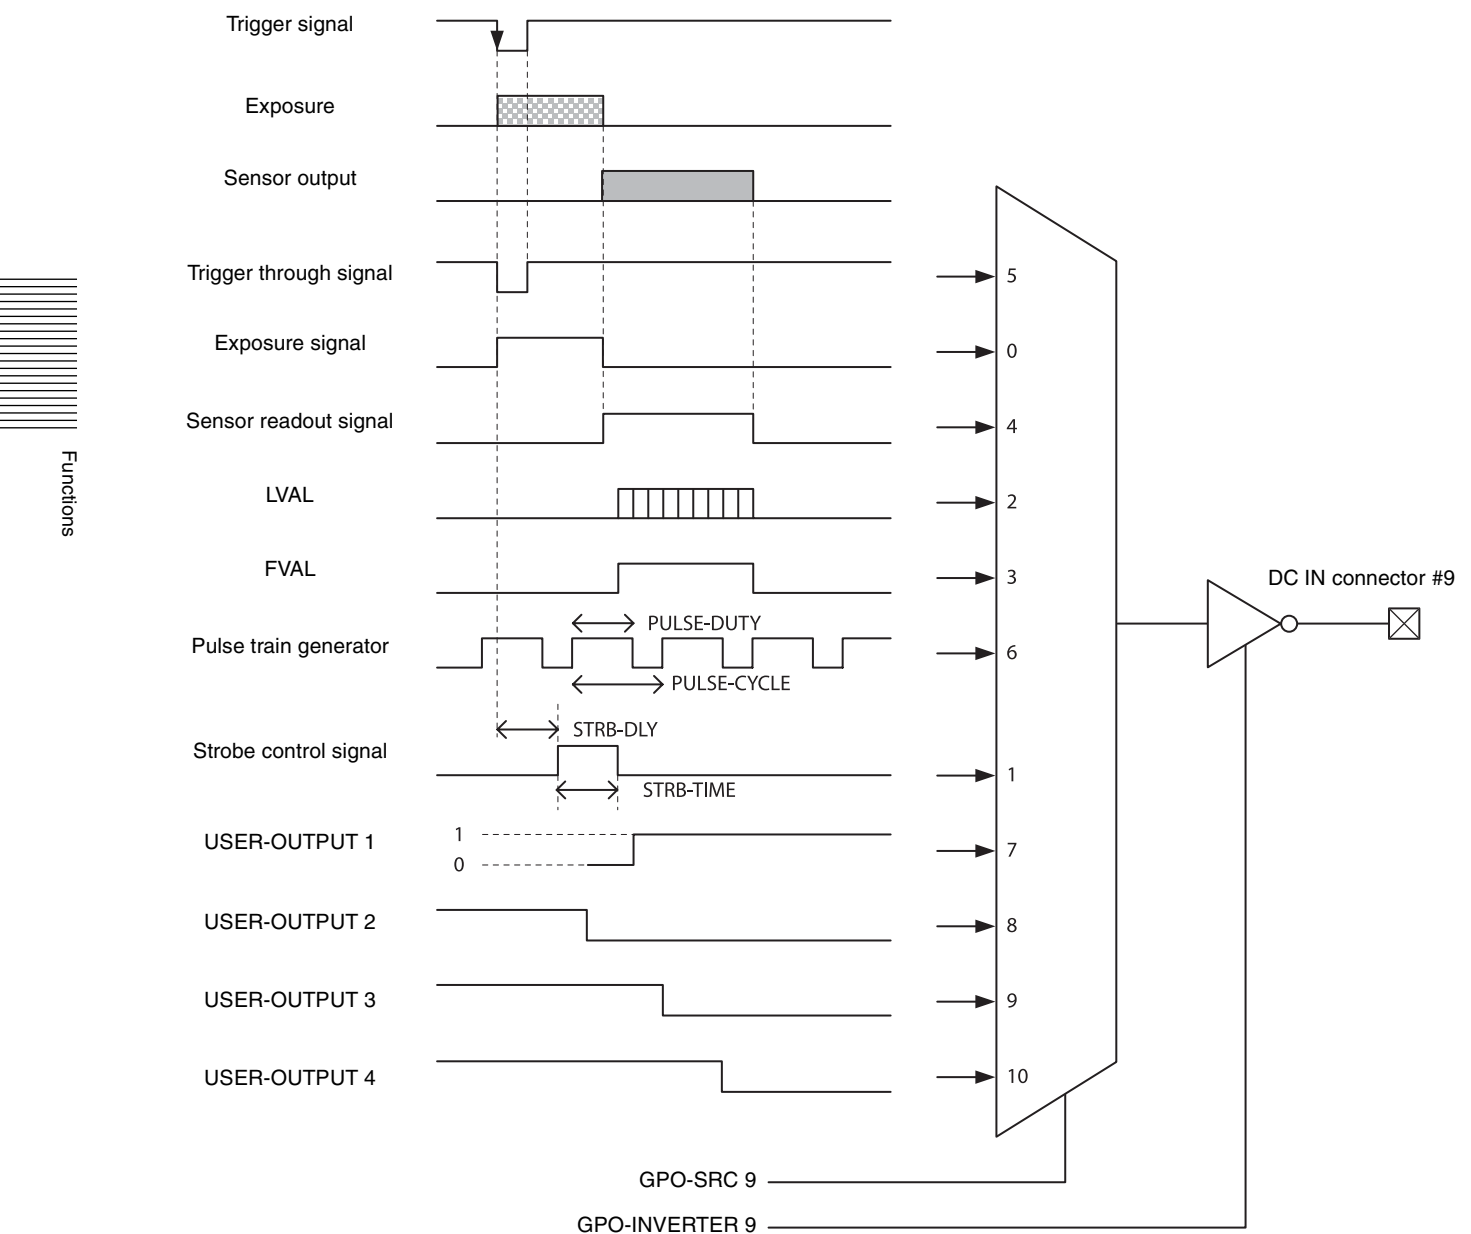 Trigger signal
Exposure
Sensor output
Trigger through signal
5
Exposure signal
0
Sensor readout signal
4
LVAL
2
Functions
FVAL
3
DC IN connector #9
PULSE-DUTY
Pulse train generator
6
PULSE-CYCLE
STRB-DLY
Strobe control signal
1
STRB-TIME
USER-OUTPUT 1
1
0
7
USER-OUTPUT 2
8
USER-OUTPUT 3
9
USER-OUTPUT 4
10
GPO-SRC 9
GPO-INVERTER 9